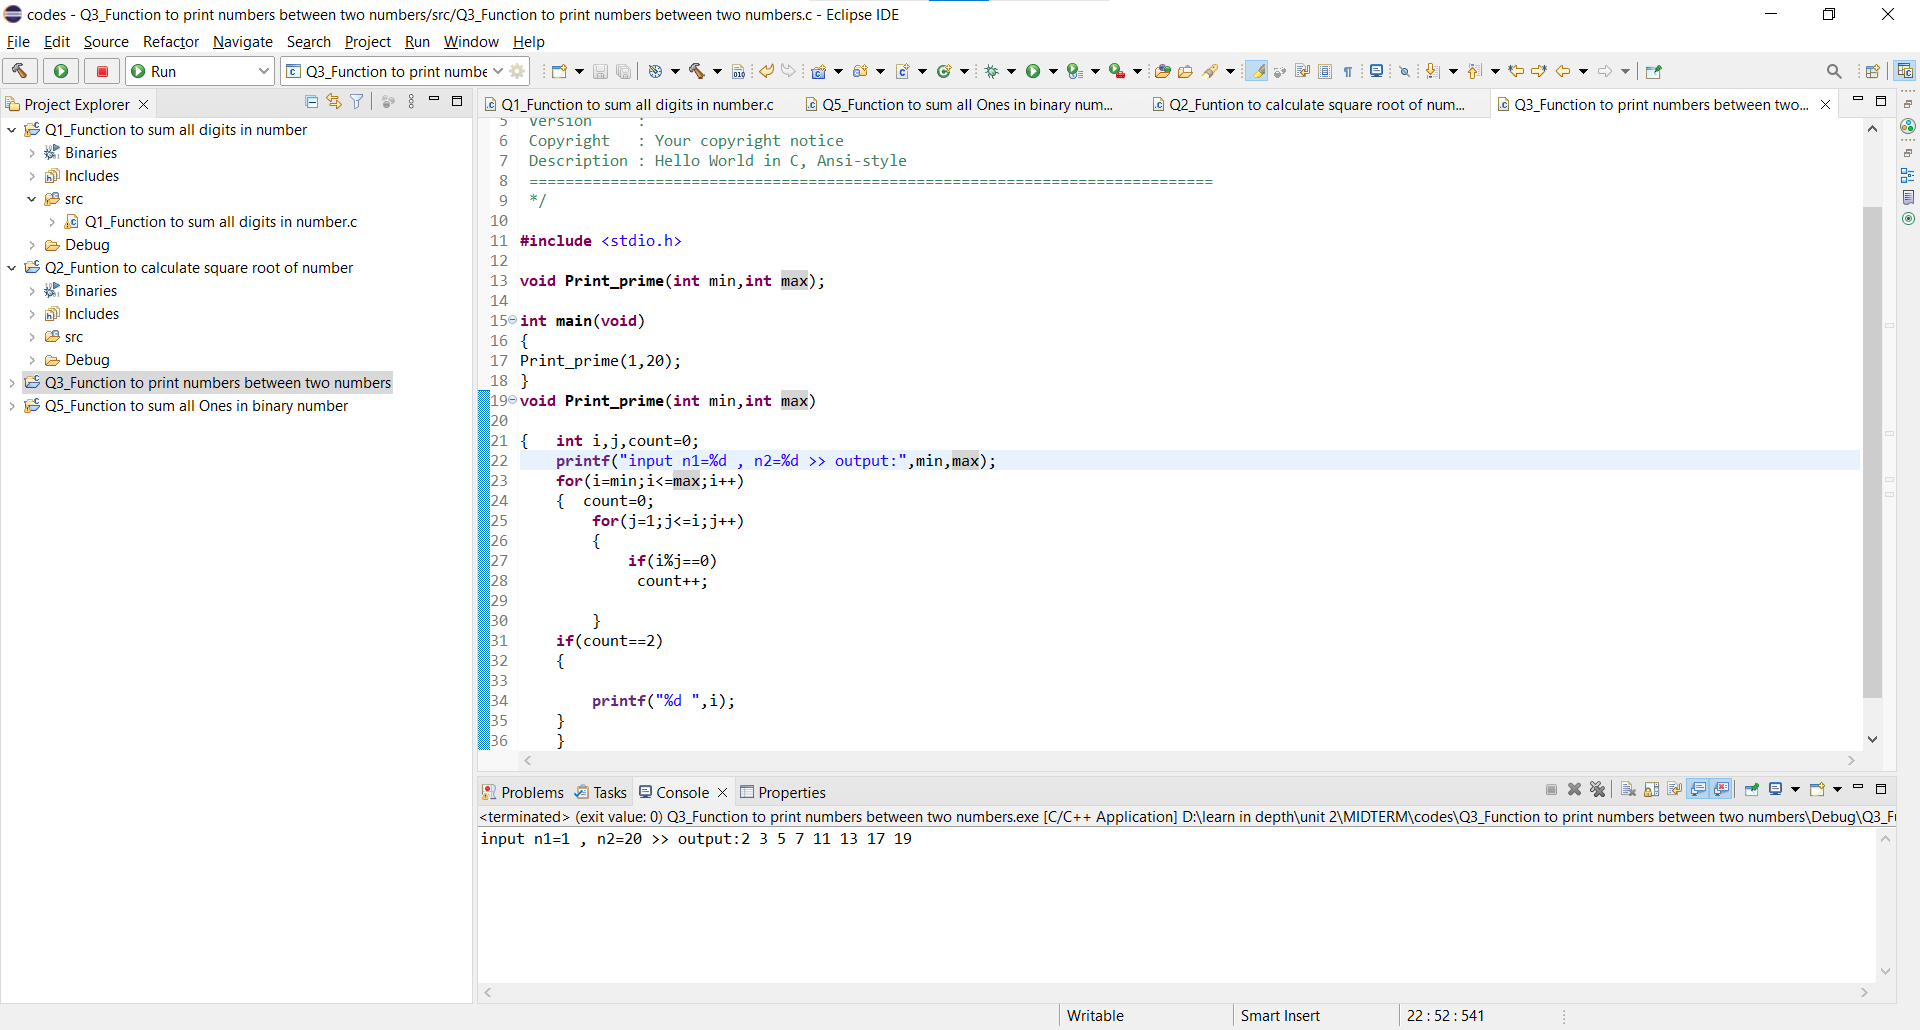 codes - Q3_Function to print numbers between two numbers/src/Q3_Function to print numbers between two numbers.c - Eclipse IDE
File Edit Source Refactor Navigate Search Project Run Window Help
Run
Q3_Function to print numbe
Project Explorer
Q1_Function to sum all digits in number
Binaries
Includes
src
Q1_Function to sum all digits in number.c
Debug
Q2_Funtion to calculate square root of number
Binaries
Includes
src
Debug
Q3_Function to print numbers between two numbers
Q5_Function to sum all Ones in binary number
Q1_Function to sum all digits in number.c
Q5_Function to sum all Ones in binary num...
Q2_Funtion to calculate square root of num...
Q3_Function to print numbers between two...
5 Version :
6 Copyright : Your copyright notice
7 Description : Hello World in C, Ansi-style
8 ============================================================================
9 */
10
11 #include <stdio.h>
12
13 void Print_prime(int min,int max);
14
15 int main(void)
16 {
17 Print_prime(1,20);
18 }
19 void Print_prime(int min,int max)
20
21 { int i,j,count=0;
22 printf("input n1=%d , n2=%d >> output:",min,max);
23 for(i=min;i<=max;i++)
24 { count=0;
25 for(j=1;j<=i;j++)
26 {
27 if(i%j==0)
28 count++;
29
30 }
31 if(count==2)
32 {
33
34 printf("%d ",i);
35 }
36 }
Problems Tasks Console Properties
<terminated> (exit value: 0) Q3_Function to print numbers between two numbers.exe [C/C++ Application] D:\learn in depth\unit 2\MIDTERM\codes\Q3_Function to print numbers between two numbers\Debug\Q3_F
input n1=1 , n2=20 >> output:2 3 5 7 11 13 17 19
Writable
Smart Insert
22 : 52 : 541